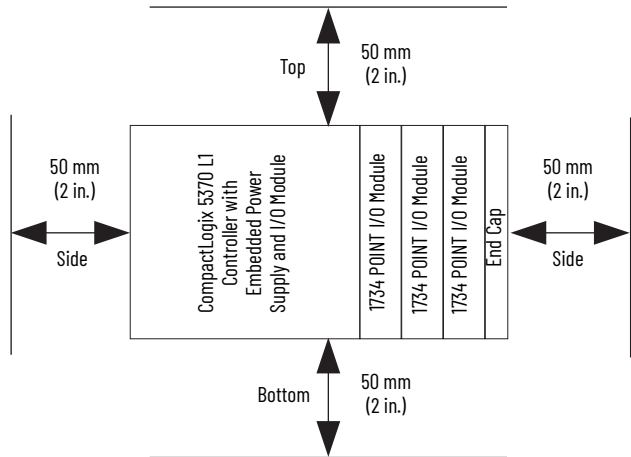 Top
50 mm
(2 in.)
50 mm
(2 in.)
Side
CompactLogix 5370 L1
Controller with
Embedded Power
Supply and I/O Module
1734 POINT I/O Module
1734 POINT I/O Module
1734 POINT I/O Module
End Cap
50 mm
(2 in.)
Side
Bottom
50 mm
(2 in.)